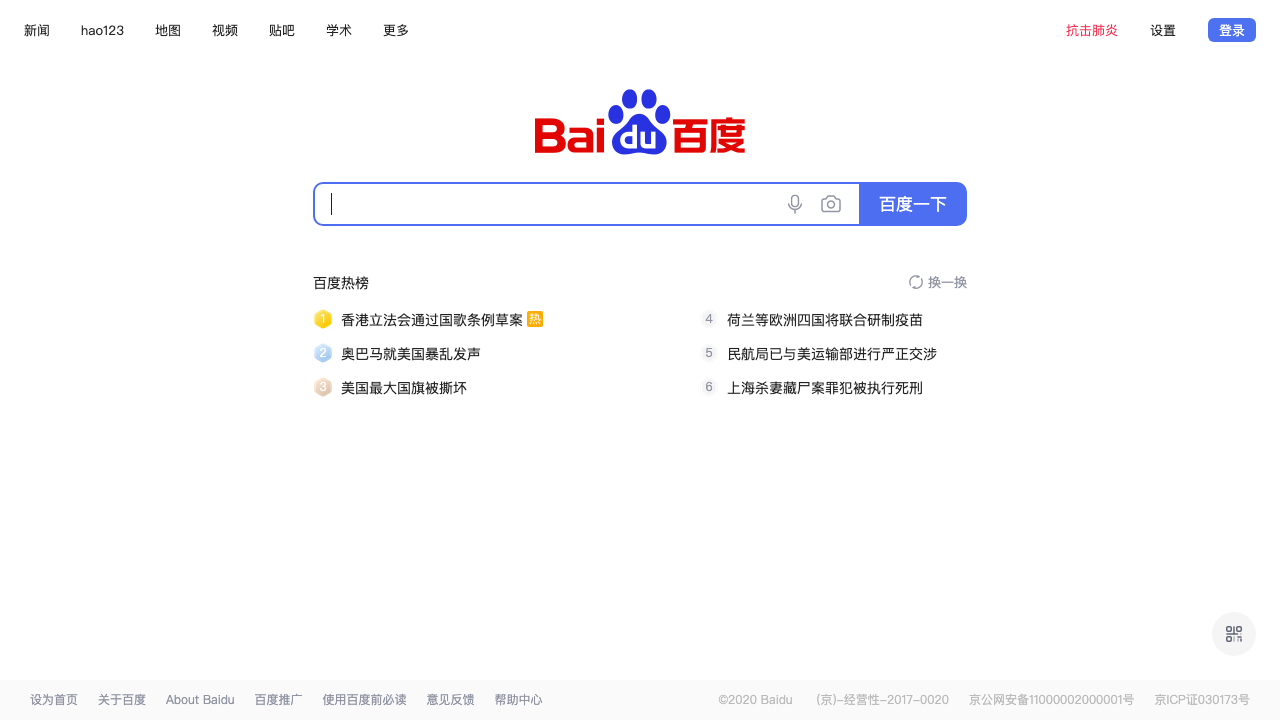 新闻 hao123 地图 视频 贴吧 学术 更多 抗击肺炎 设置 登录
Bai du 百度
百度一下
百度热榜 换一换
1 香港立法会通过国歌条例草案 热
2 奥巴马就美国暴乱发声
3 美国最大国旗被撕坏
4 荷兰等欧洲四国将联合研制疫苗
5 民航局已与美运输部进行严正交涉
6 上海杀妻藏尸案罪犯被执行死刑
设为首页 关于百度 About Baidu 百度推广 使用百度前必读 意见反馈 帮助中心 ©2020 Baidu (京)-经营性-2017-0020 京公网安备11000002000001号 京ICP证030173号